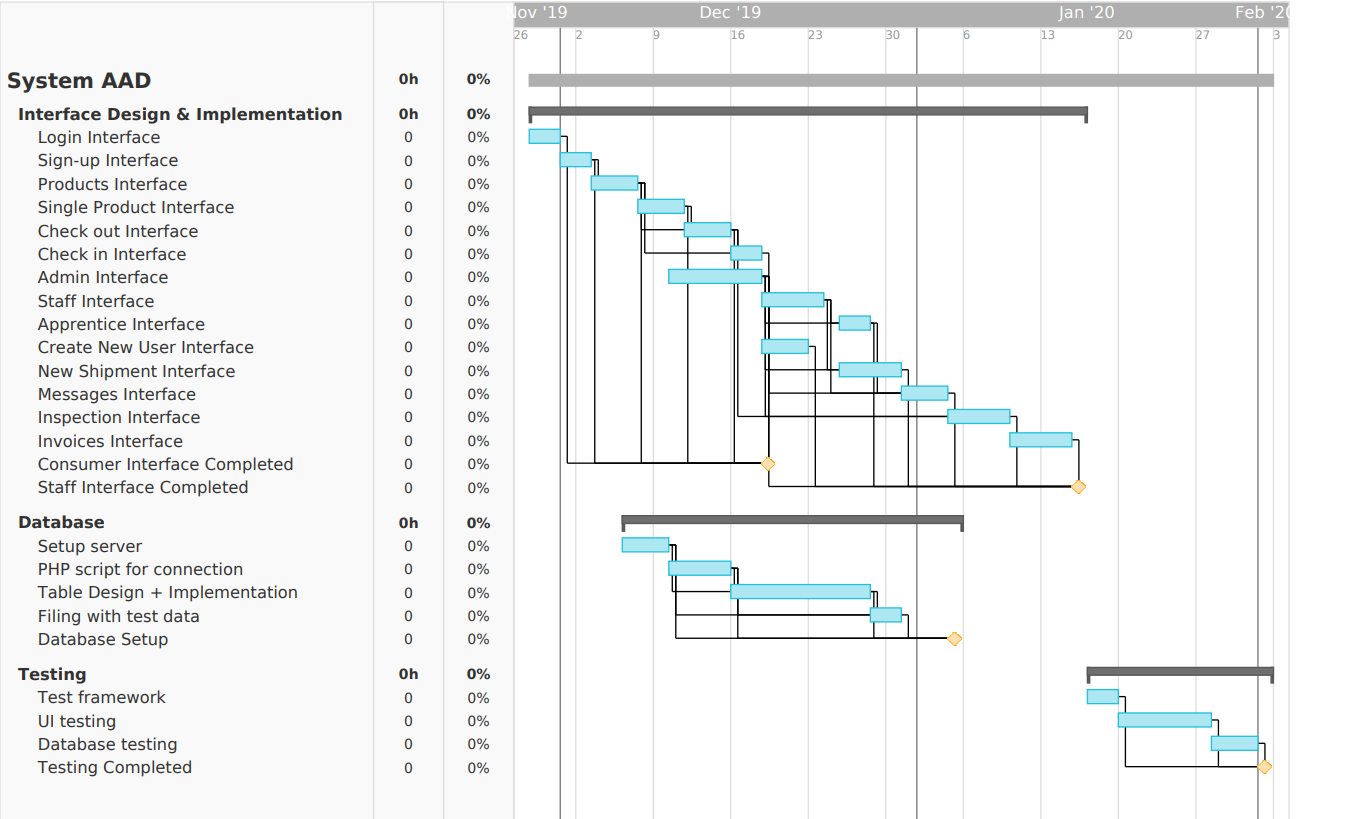 Nov '19 Dec '19 Jan '20 Feb '20
26 2 9 16 23 30 6 13 20 27 3
System AAD 0h 0%
Interface Design & Implementation 0h 0%
Login Interface 0 0%
Sign-up Interface 0 0%
Products Interface 0 0%
Single Product Interface 0 0%
Check out Interface 0 0%
Check in Interface 0 0%
Admin Interface 0 0%
Staff Interface 0 0%
Apprentice Interface 0 0%
Create New User Interface 0 0%
New Shipment Interface 0 0%
Messages Interface 0 0%
Inspection Interface 0 0%
Invoices Interface 0 0%
Consumer Interface Completed 0 0%
Staff Interface Completed 0 0%
Database 0h 0%
Setup server 0 0%
PHP script for connection 0 0%
Table Design + Implementation 0 0%
Filing with test data 0 0%
Database Setup 0 0%
Testing 0h 0%
Test framework 0 0%
UI testing 0 0%
Database testing 0 0%
Testing Completed 0 0%